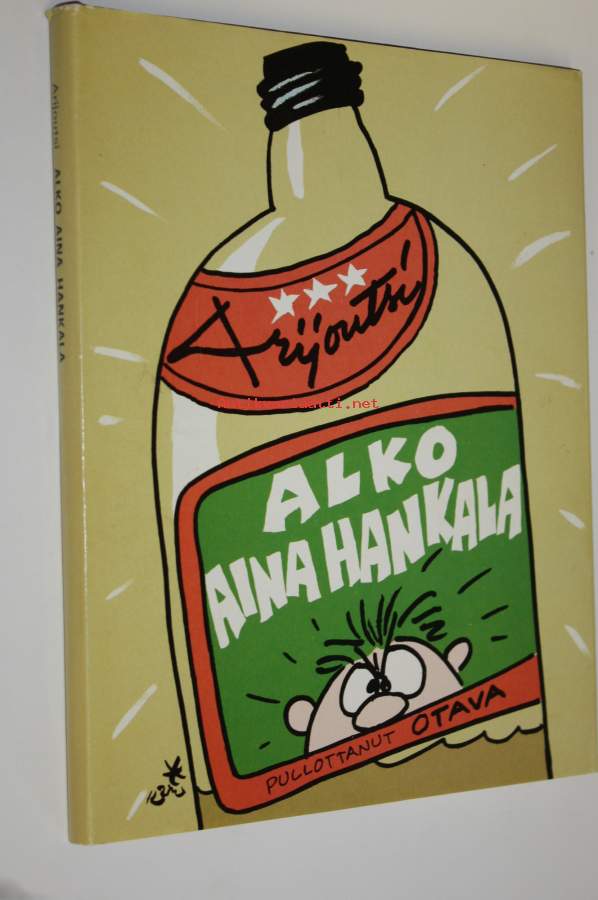 Arijoutsi ALKO AINA HANKALA
Arijoutsi
ALKO
AINA HANKALA
PULLOTTANUT OTAVA